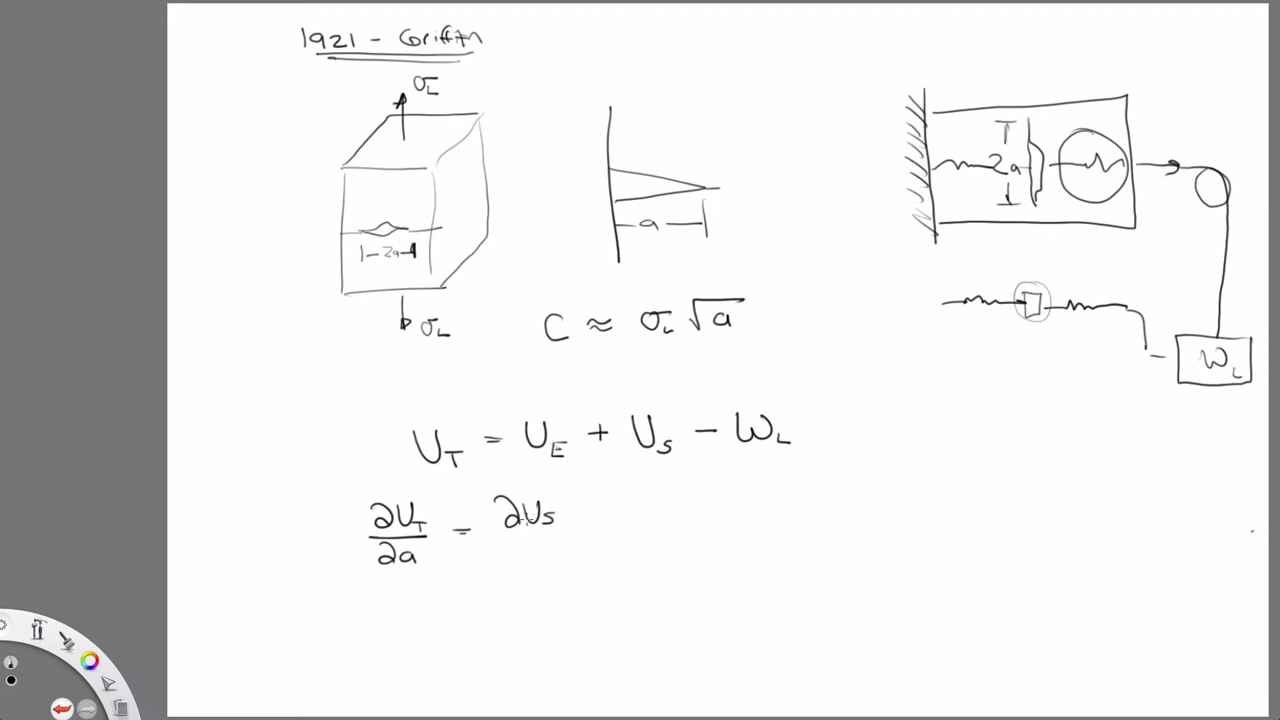 1921 - Griffith
σL
2a
σL
a
C ≈ σL √a
2a
WL
UT = UE + US - WL
∂UT/∂a = ∂US